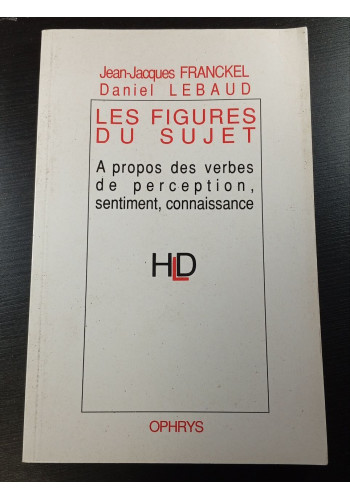 Jean-Jacques FRANCKEL
Daniel LEBAUD
LES FIGURES
DU SUJET
A propos des verbes
de perception,
sentiment, connaissance
HLD
OPHRYS